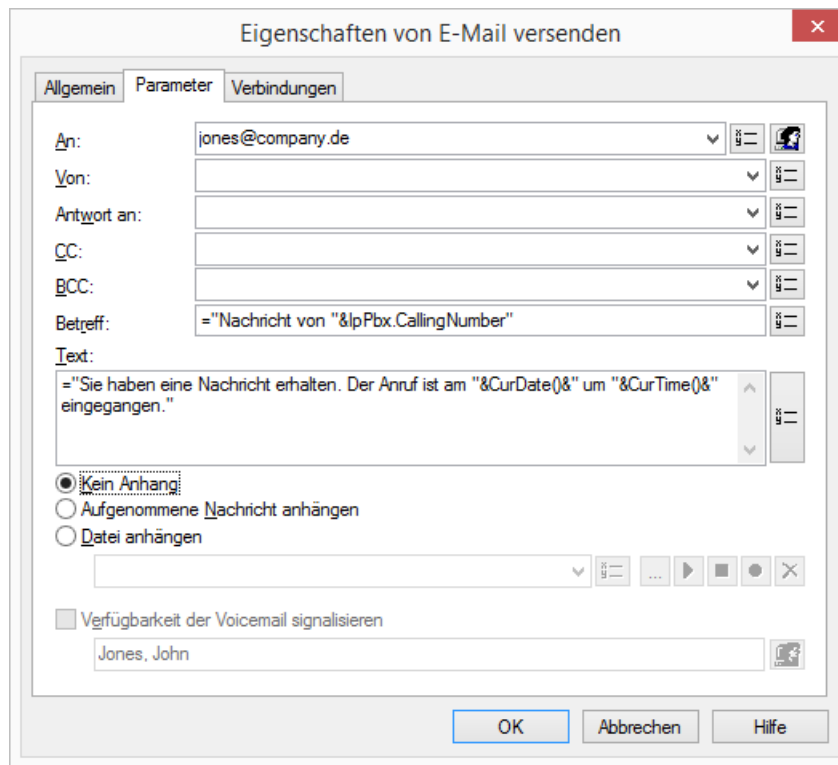 Eigenschaften von E-Mail versenden
Allgemein Parameter Verbindungen
An: jones@company.de
Von:
Antwort an:
CC:
BCC:
Betreff: ="Nachricht von "&IpPbx.CallingNumber"
Text:
="Sie haben eine Nachricht erhalten. Der Anruf ist am "&CurDate()&" um "&CurTime()&"
eingegangen."
Kein Anhang
Aufgenommene Nachricht anhängen
Datei anhängen
...
Verfügbarkeit der Voicemail signalisieren
Jones, John
OK Abbrechen Hilfe